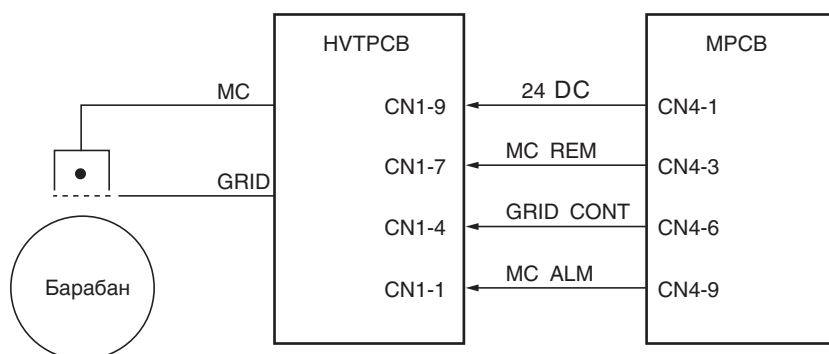 HVTPCB MPCB
MC CN1-9 24 DC CN4-1
CN1-7 MC REM CN4-3
GRID
CN1-4 GRID CONT CN4-6
Барабан CN1-1 MC ALM CN4-9